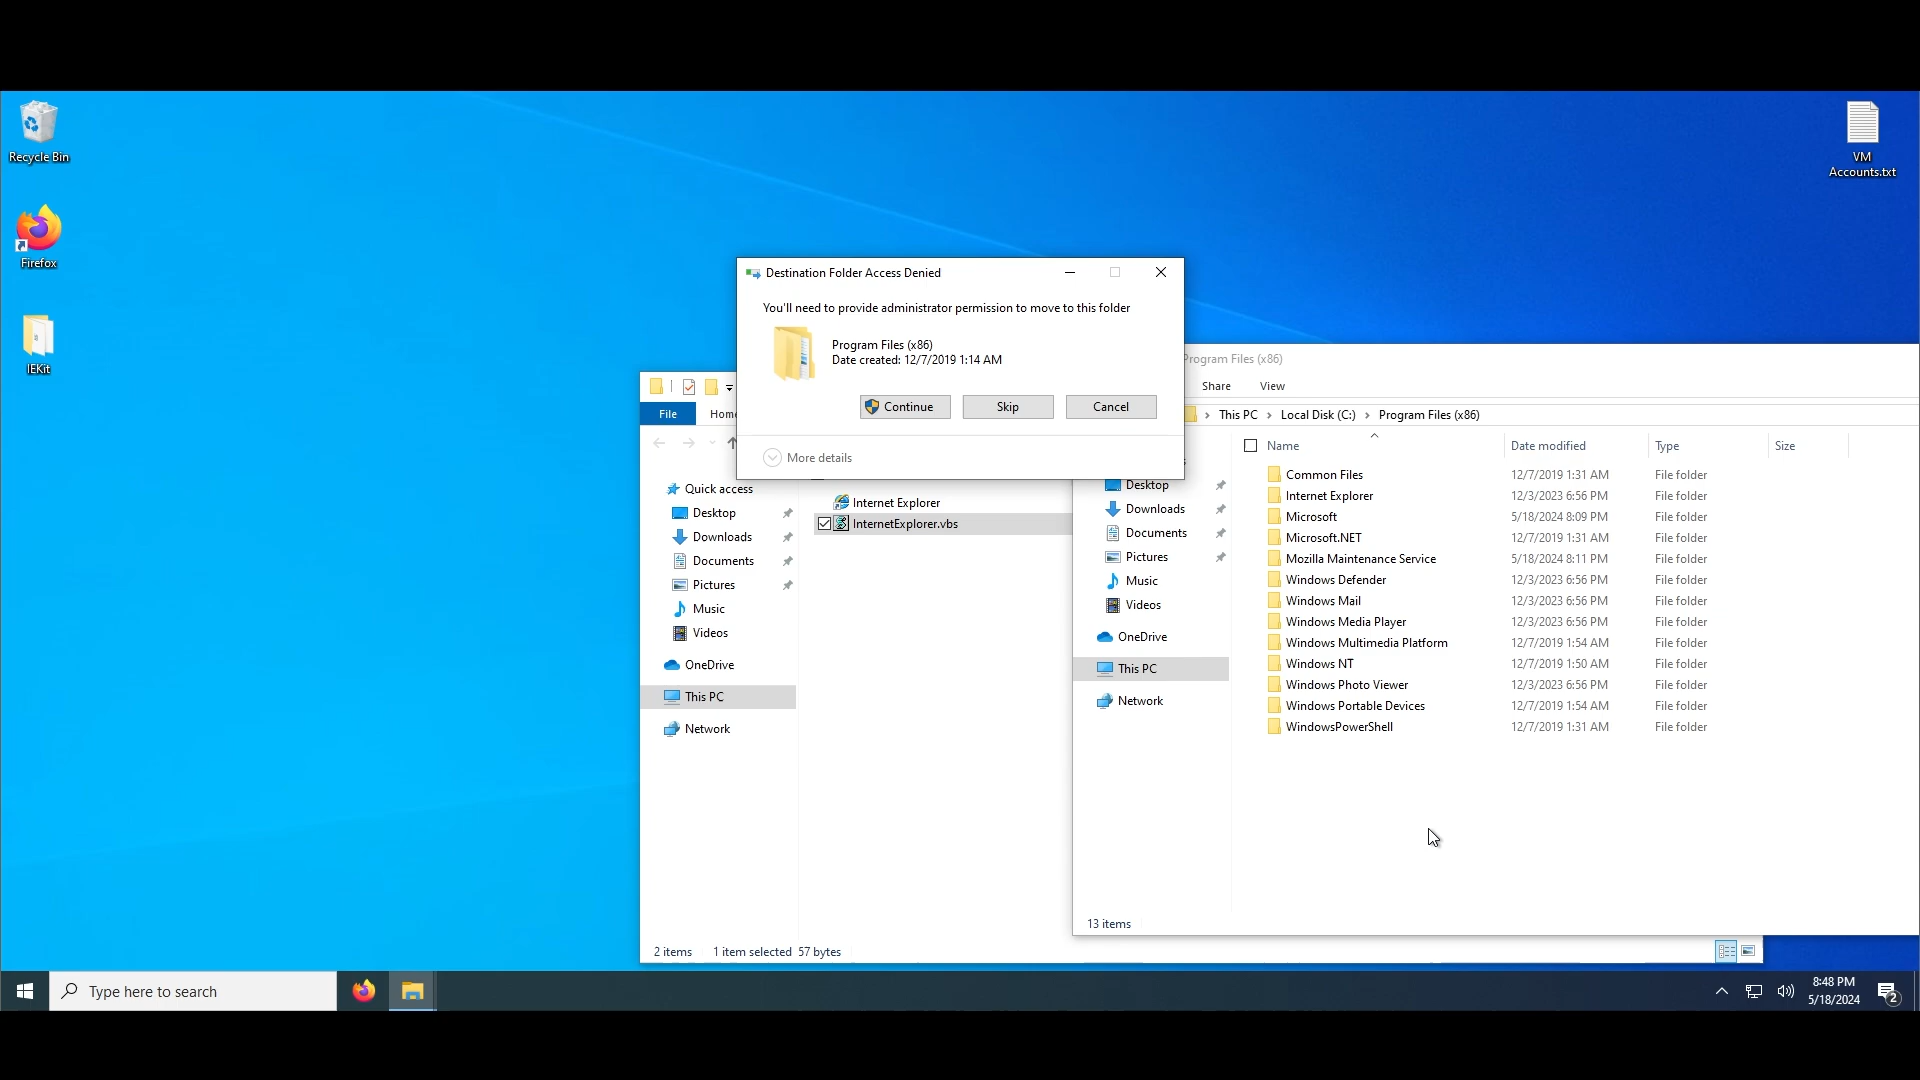 Recycle Bin
Firefox
IEKit
VM
Accounts.txt
Destination Folder Access Denied
You'll need to provide administrator permission to move to this folder
Program Files (x86)
Date created: 12/7/2019 1:14 AM
Continue
Skip
Cancel
More details
File
Home
Quick access
Desktop
Downloads
Documents
Pictures
Music
Videos
OneDrive
This PC
Network
Internet Explorer
InternetExplorer.vbs
2 items 1 item selected 57 bytes
Program Files (x86)
Share View
This PC Local Disk (C:) Program Files (x86)
Desktop
Downloads
Documents
Pictures
Music
Videos
OneDrive
This PC
Network
Name Date modified Type Size
Common Files 12/7/2019 1:31 AM File folder
Internet Explorer 12/3/2023 6:56 PM File folder
Microsoft 5/18/2024 8:09 PM File folder
Microsoft.NET 12/7/2019 1:31 AM File folder
Mozilla Maintenance Service 5/18/2024 8:11 PM File folder
Windows Defender 12/3/2023 6:56 PM File folder
Windows Mail 12/3/2023 6:56 PM File folder
Windows Media Player 12/3/2023 6:56 PM File folder
Windows Multimedia Platform 12/7/2019 1:54 AM File folder
Windows NT 12/7/2019 1:50 AM File folder
Windows Photo Viewer 12/3/2023 6:56 PM File folder
Windows Portable Devices 12/7/2019 1:54 AM File folder
WindowsPowerShell 12/7/2019 1:31 AM File folder
13 items
Type here to search
8:48 PM
5/18/2024
2